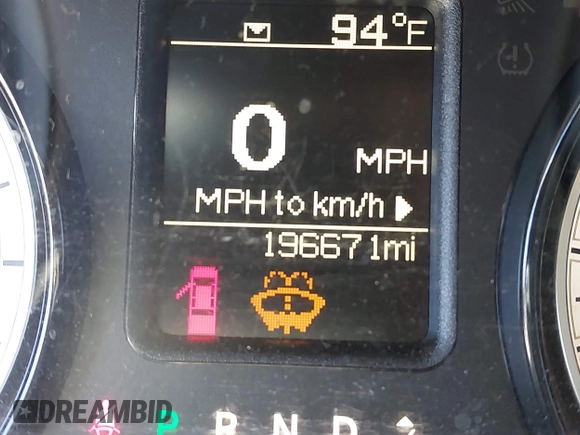 94°F
0 MPH
MPH to km/h
196671mi
P R N D
DREAMBID